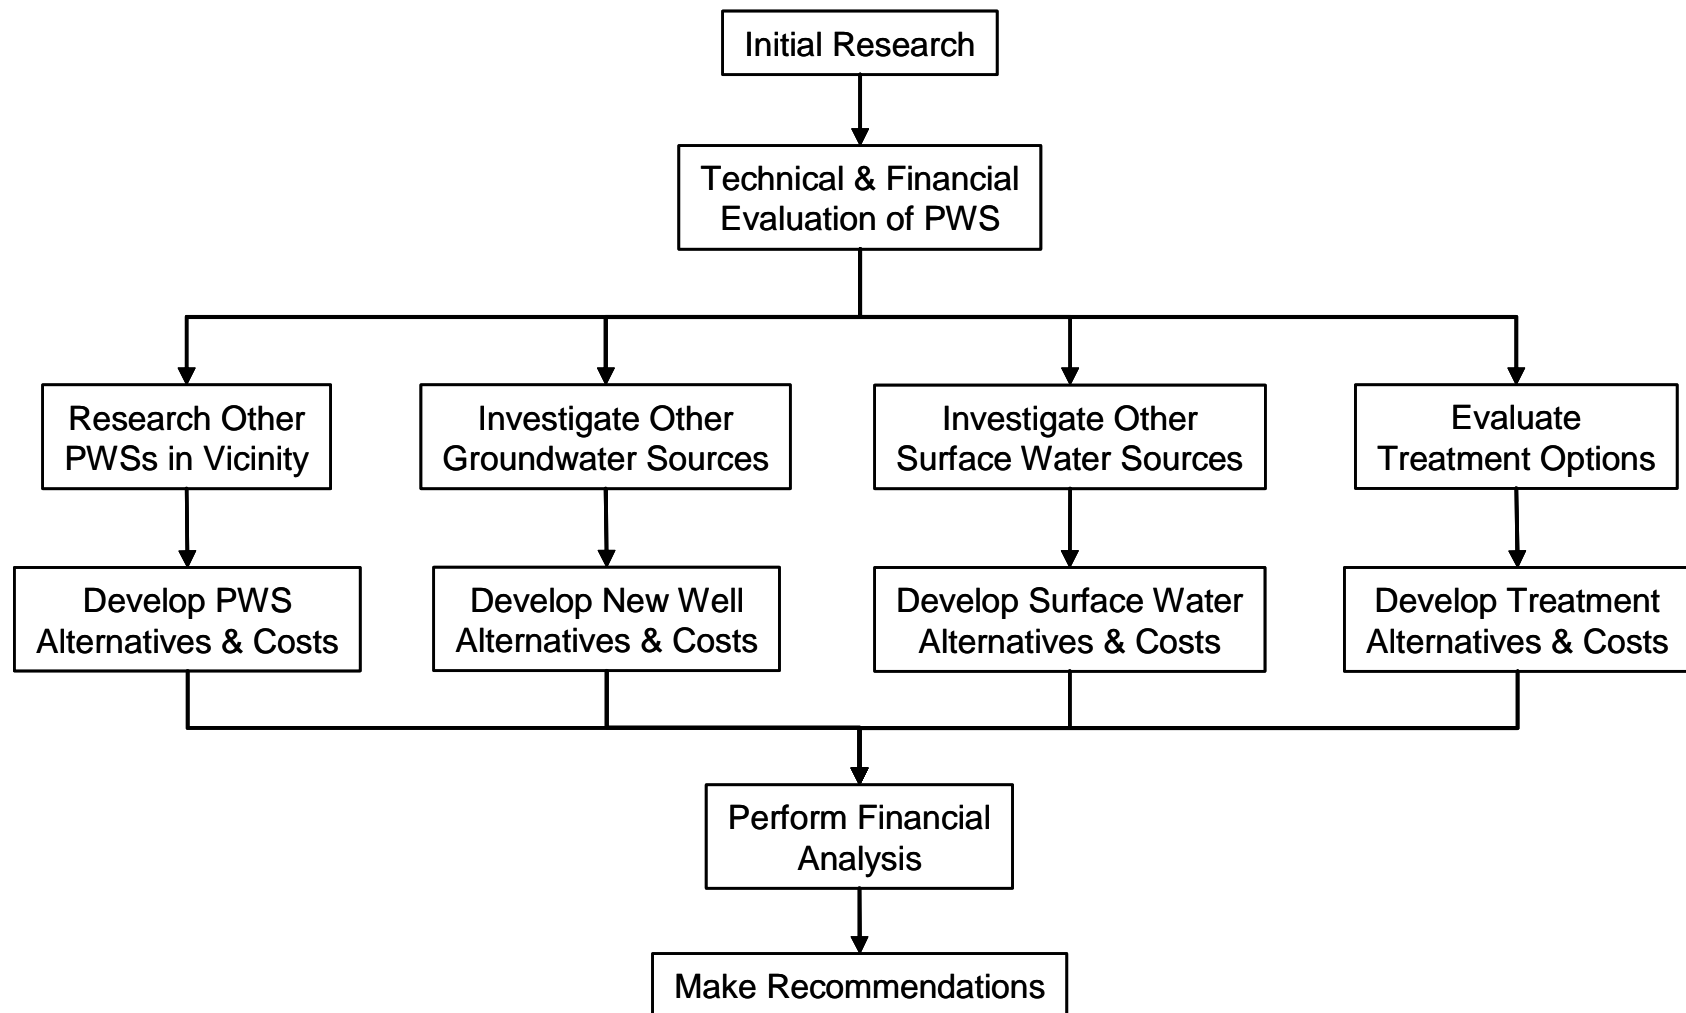 Initial Research
Technical & Financial
Evaluation of PWS
Research Other
PWSs in Vicinity
Investigate Other
Groundwater Sources
Investigate Other
Surface Water Sources
Evaluate
Treatment Options
Develop PWS
Alternatives & Costs
Develop New Well
Alternatives & Costs
Develop Surface Water
Alternatives & Costs
Develop Treatment
Alternatives & Costs
Perform Financial
Analysis
Make Recommendations